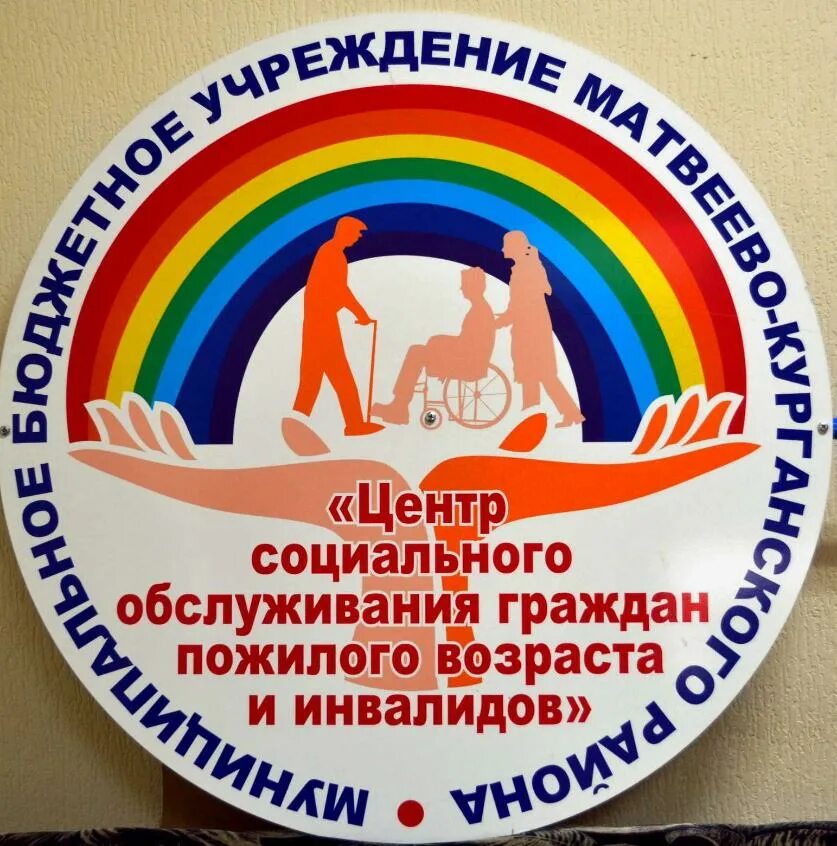 МУНИЦИПАЛЬНОЕ БЮДЖЕТНОЕ УЧРЕЖДЕНИЕ МАТВЕЕВО-КУРГАНСКОГО РАЙОНА
«Центр
социального
обслуживания граждан
пожилого возраста
и инвалидов»